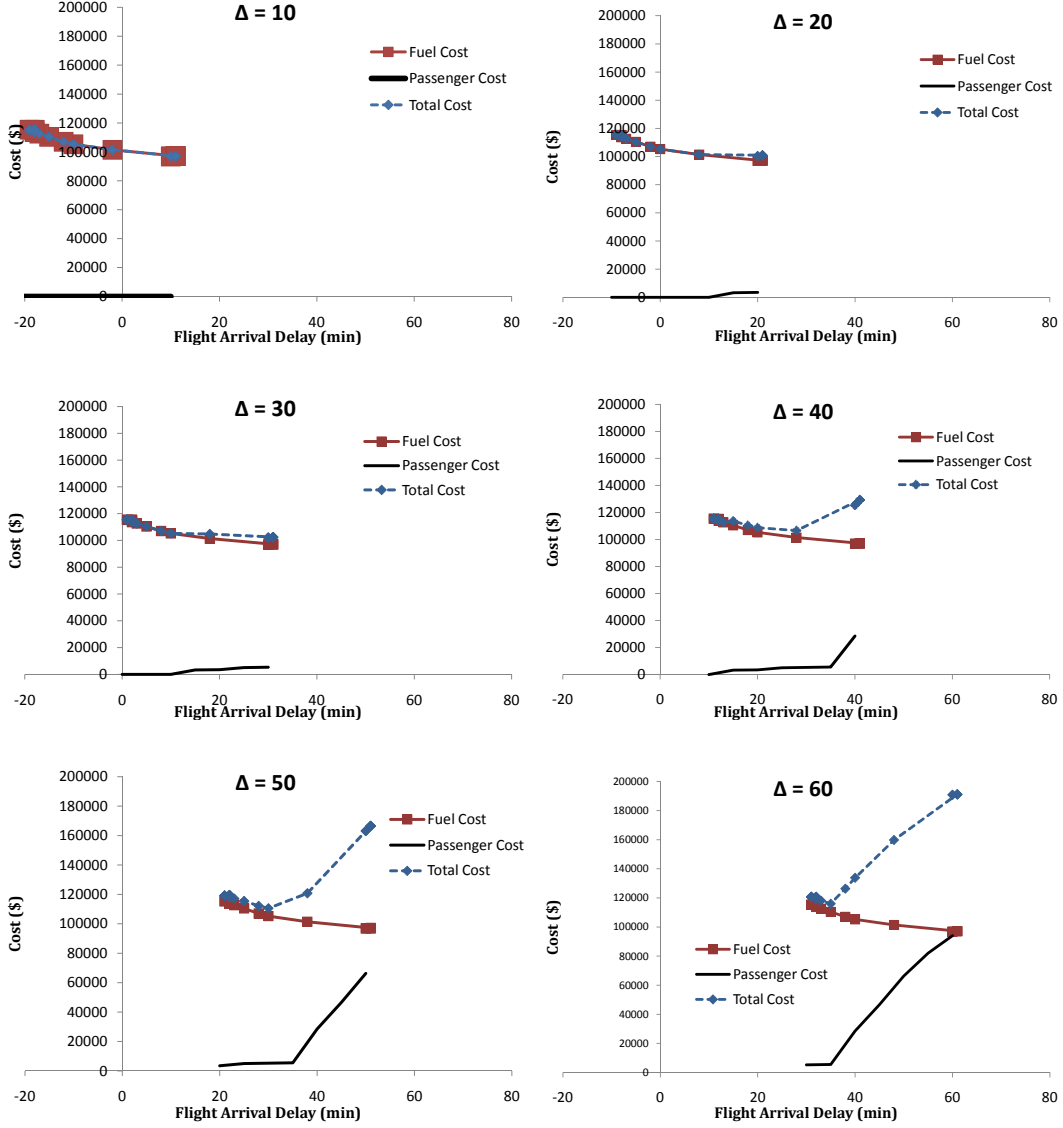 Δ = 10
200000
180000
160000
140000
120000
100000
80000
60000
40000
20000
0
Cost ($)
Fuel Cost
Passenger Cost
Total Cost
-20 0 20 40 60 80
Flight Arrival Delay (min)
Δ = 20
200000
180000
160000
140000
120000
100000
80000
60000
40000
20000
0
Cost ($)
Fuel Cost
Passenger Cost
Total Cost
-20 0 20 40 60 80
Flight Arrival Delay (min)
Δ = 30
200000
180000
160000
140000
120000
100000
80000
60000
40000
20000
0
Cost ($)
Fuel Cost
Passenger Cost
Total Cost
-20 0 20 40 60 80
Flight Arrival Delay (min)
Δ = 40
200000
180000
160000
140000
120000
100000
80000
60000
40000
20000
0
Cost ($)
Fuel Cost
Passenger Cost
Total Cost
-20 0 20 40 60 80
Flight Arrival Delay (min)
Δ = 50
200000
180000
160000
140000
120000
100000
80000
60000
40000
20000
0
Cost ($)
Fuel Cost
Passenger Cost
Total Cost
-20 0 20 40 60 80
Flight Arrival Delay (min)
Δ = 60
200000
180000
160000
140000
120000
100000
80000
60000
40000
20000
0
Cost ($)
Fuel Cost
Passenger Cost
Total Cost
-20 0 20 40 60 80
Flight Arrival Delay (min)